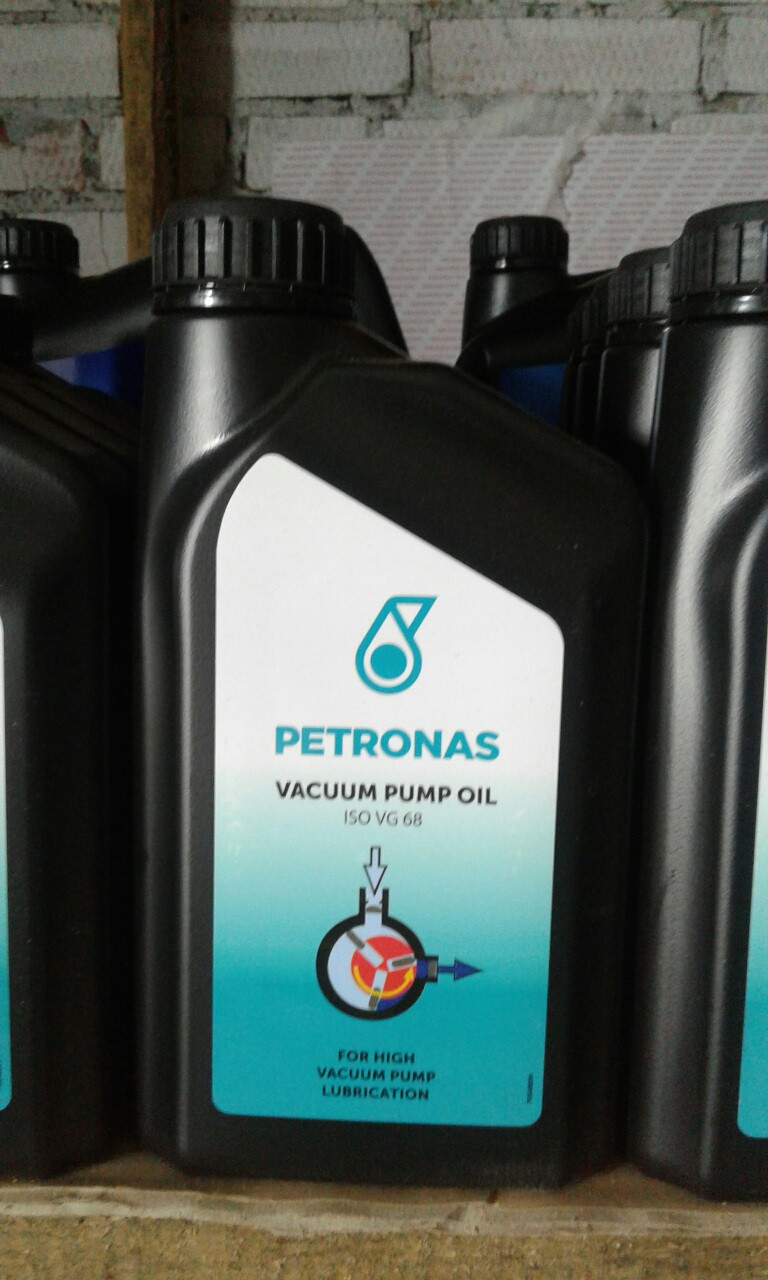 PETRONAS
VACUUM PUMP OIL
ISO VG 68
FOR HIGH
VACUUM PUMP
LUBRICATION